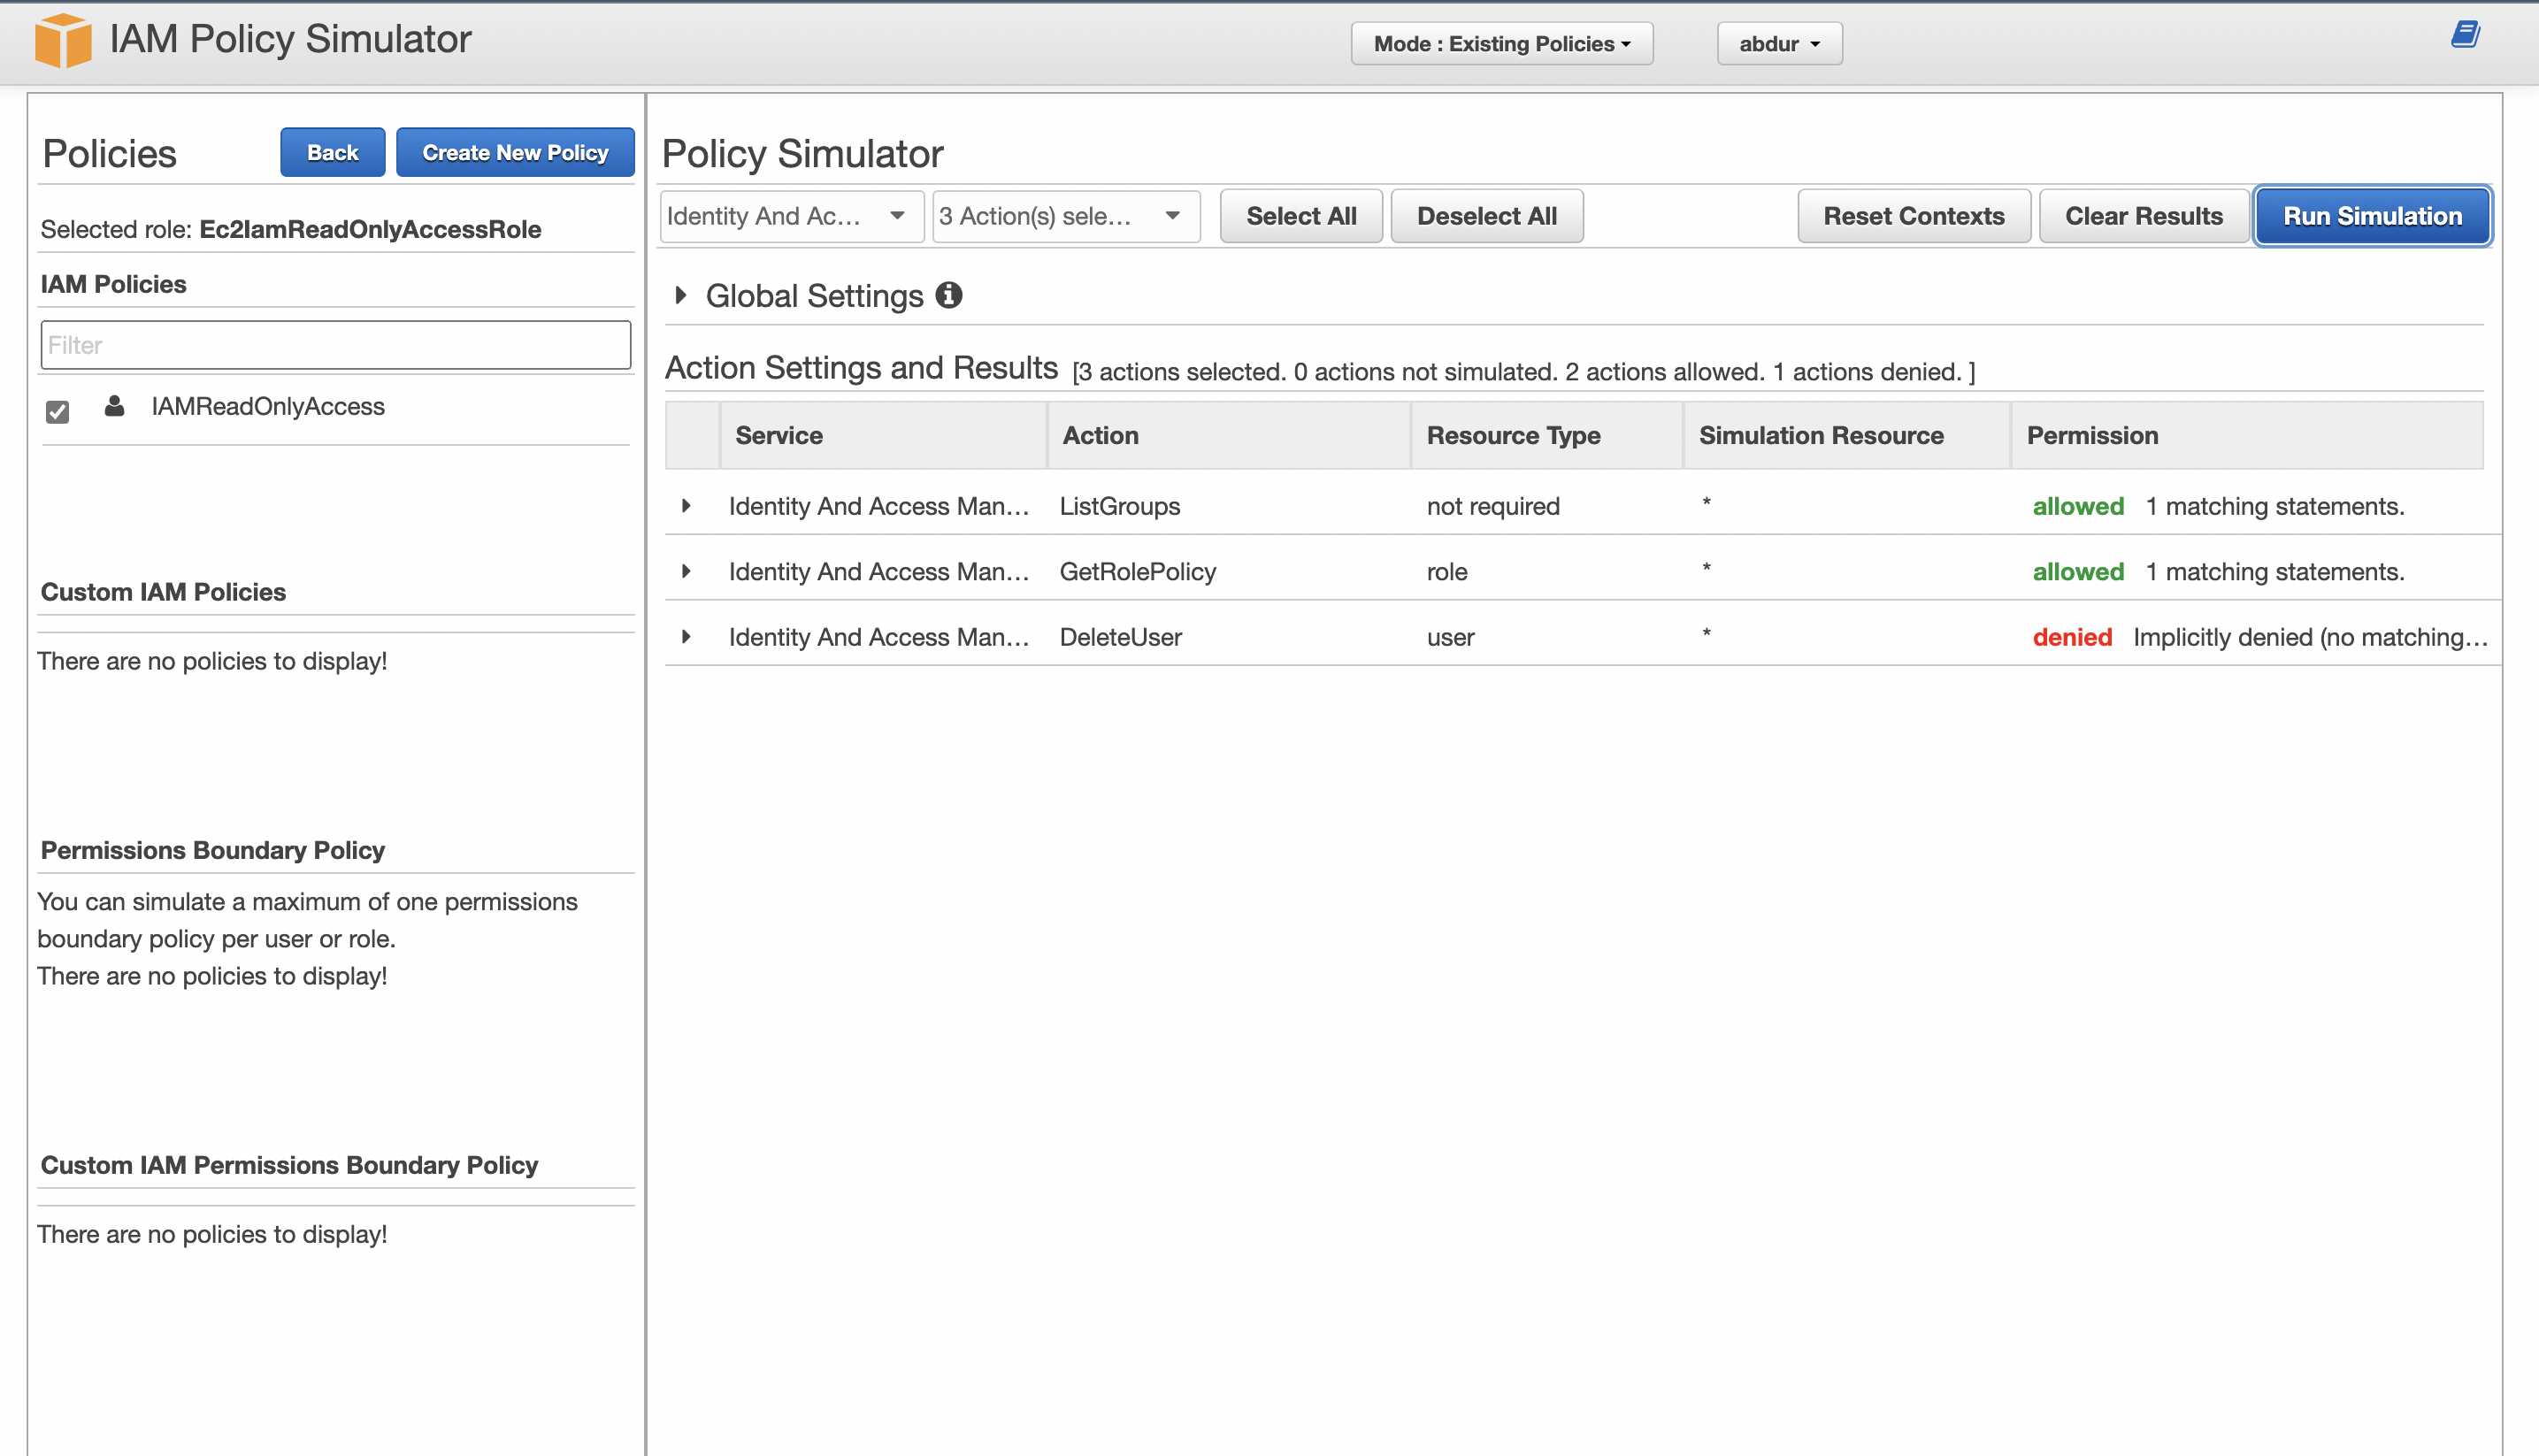 IAM Policy Simulator
Mode : Existing Policies
abdur
Policies
Back
Create New Policy
Selected role: Ec2IamReadOnlyAccessRole
IAM Policies
Filter
IAMReadOnlyAccess
Custom IAM Policies
There are no policies to display!
Permissions Boundary Policy
You can simulate a maximum of one permissions
boundary policy per user or role.
There are no policies to display!
Custom IAM Permissions Boundary Policy
There are no policies to display!
Policy Simulator
Identity And Ac...
3 Action(s) sele...
Select All
Deselect All
Reset Contexts
Clear Results
Run Simulation
Global Settings
Action Settings and Results [3 actions selected. 0 actions not simulated. 2 actions allowed. 1 actions denied. ]
Service Action Resource Type Simulation Resource Permission
Identity And Access Man... ListGroups not required * allowed 1 matching statements.
Identity And Access Man... GetRolePolicy role * allowed 1 matching statements.
Identity And Access Man... DeleteUser user * denied Implicitly denied (no matching...